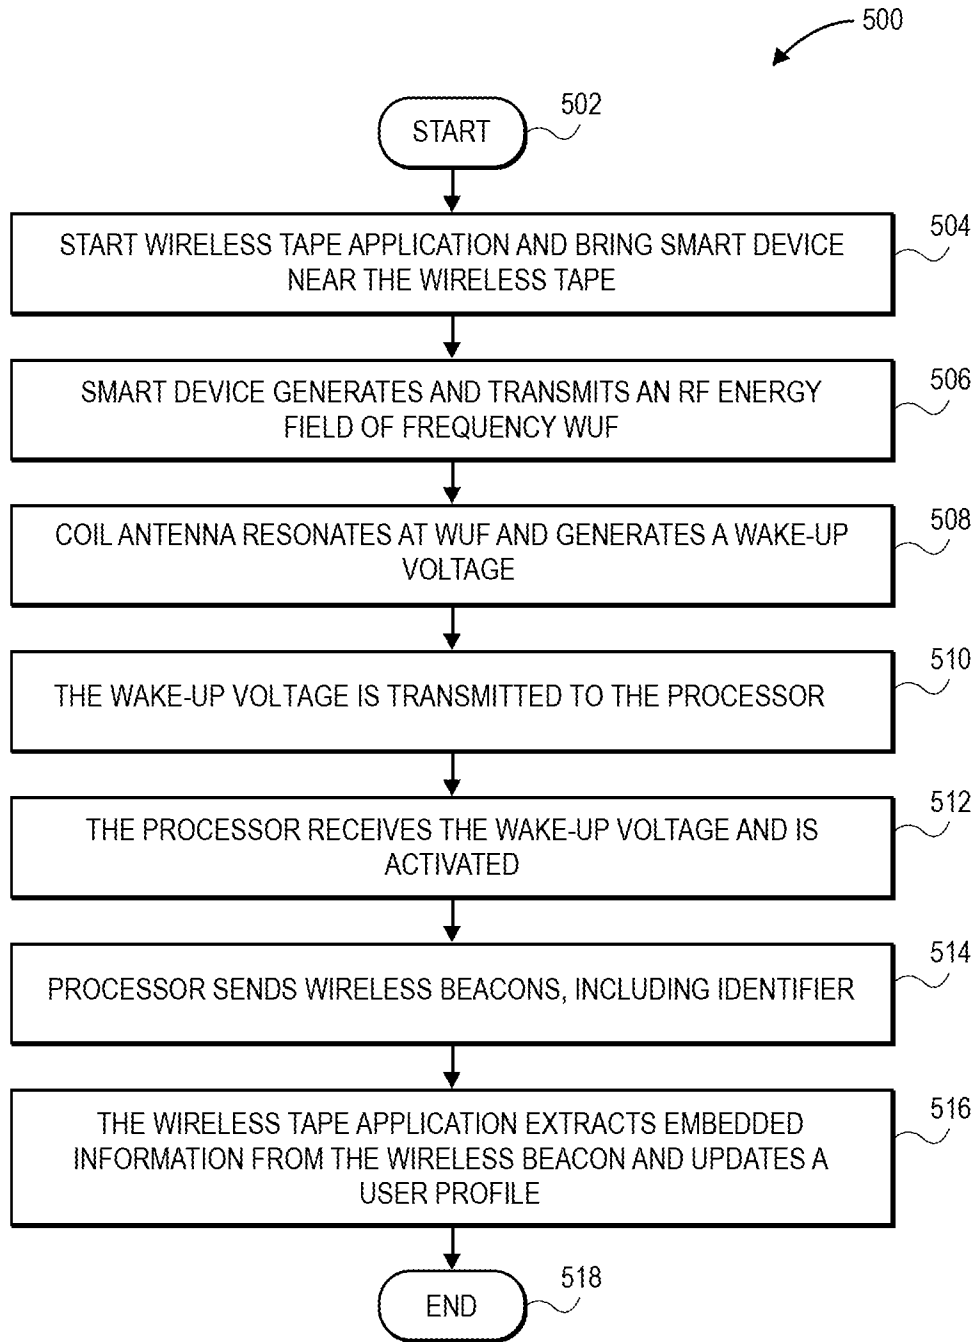 500
START
502
START WIRELESS TAPE APPLICATION AND BRING SMART DEVICE
NEAR THE WIRELESS TAPE
504
SMART DEVICE GENERATES AND TRANSMITS AN RF ENERGY
FIELD OF FREQUENCY WUF
506
COIL ANTENNA RESONATES AT WUF AND GENERATES A WAKE-UP
VOLTAGE
508
THE WAKE-UP VOLTAGE IS TRANSMITTED TO THE PROCESSOR
510
THE PROCESSOR RECEIVES THE WAKE-UP VOLTAGE AND IS
ACTIVATED
512
PROCESSOR SENDS WIRELESS BEACONS, INCLUDING IDENTIFIER
514
THE WIRELESS TAPE APPLICATION EXTRACTS EMBEDDED
INFORMATION FROM THE WIRELESS BEACON AND UPDATES A
USER PROFILE
516
END
518